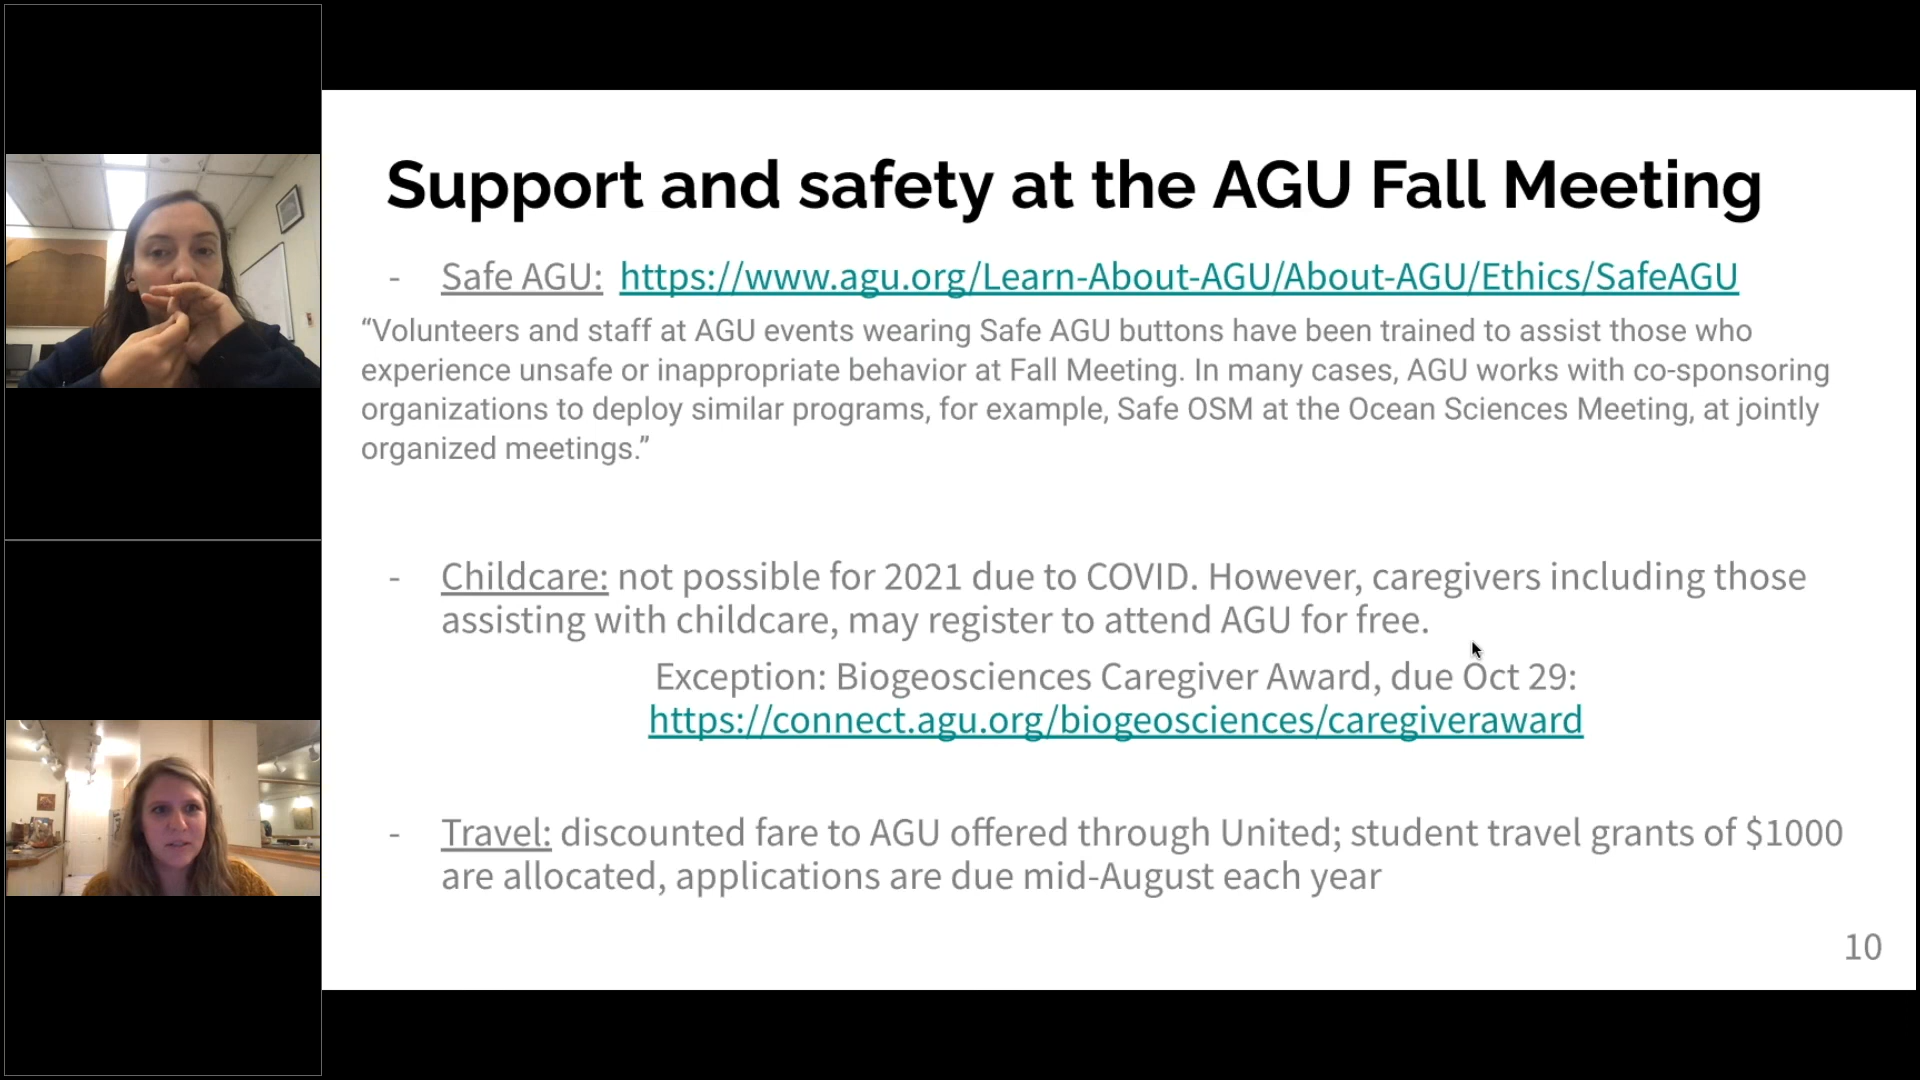 Support and safety at the AGU Fall Meeting
- Safe AGU: https://www.agu.org/Learn-About-AGU/About-AGU/Ethics/SafeAGU
“Volunteers and staff at AGU events wearing Safe AGU buttons have been trained to assist those who
experience unsafe or inappropriate behavior at Fall Meeting. In many cases, AGU works with co-sponsoring
organizations to deploy similar programs, for example, Safe OSM at the Ocean Sciences Meeting, at jointly
organized meetings.”
- Childcare: not possible for 2021 due to COVID. However, caregivers including those
assisting with childcare, may register to attend AGU for free.
Exception: Biogeosciences Caregiver Award, due Oct 29:
https://connect.agu.org/biogeosciences/caregiveraward
- Travel: discounted fare to AGU offered through United; student travel grants of $1000
are allocated, applications are due mid-August each year
10